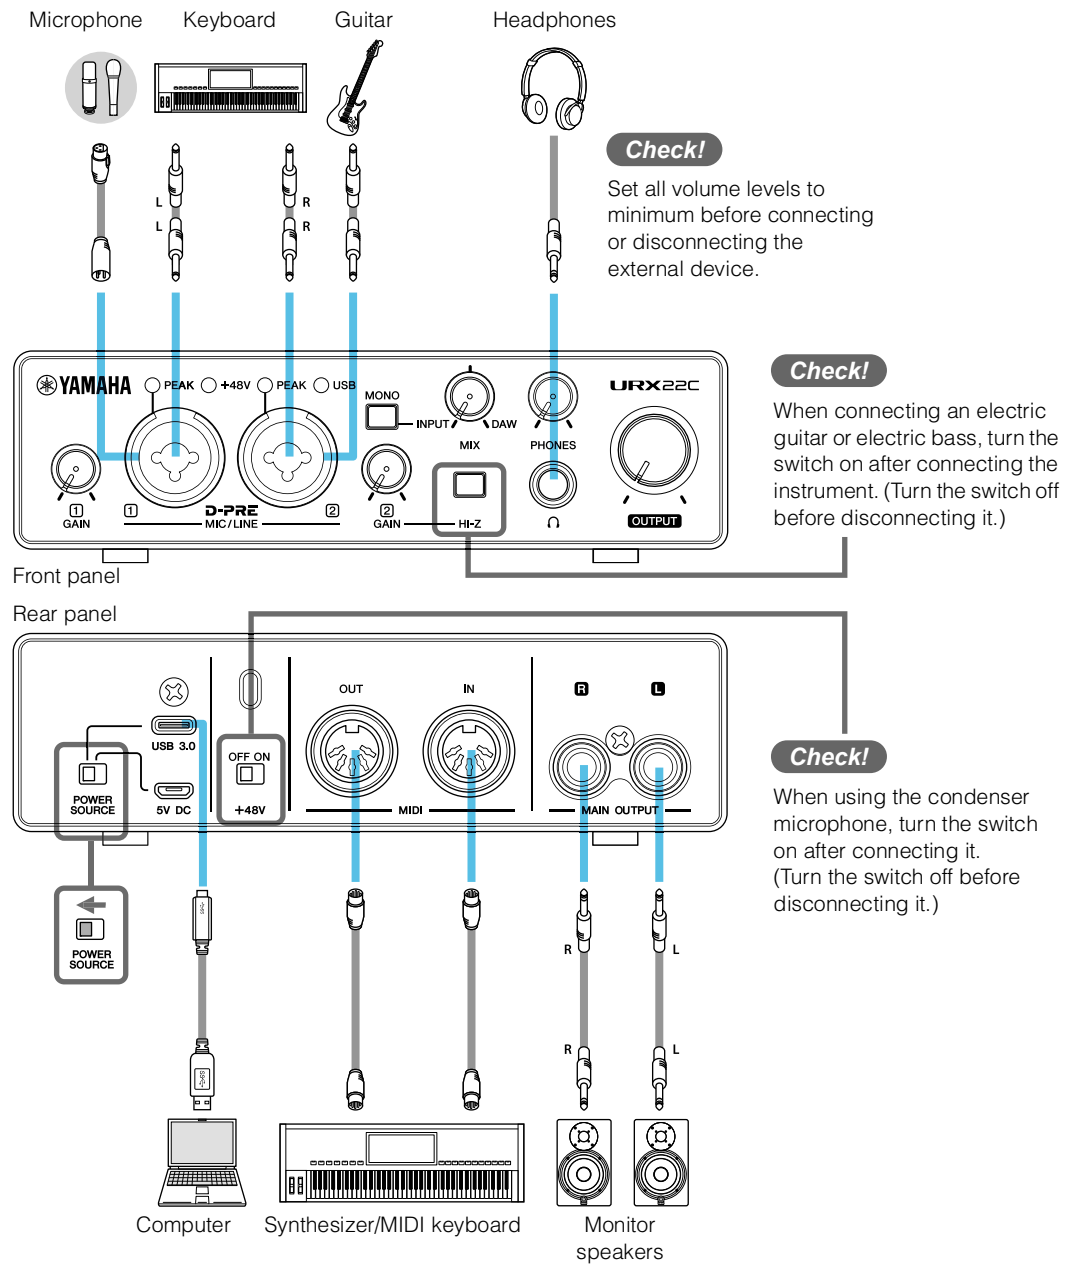 Microphone
Keyboard
Guitar
Headphones
Check!
Set all volume levels to
minimum before connecting
or disconnecting the
external device.
L
R
L
R
YAMAHA
PEAK
+48V
PEAK
USB
MONO
INPUT
DAW
MIX
PHONES
URX22C
1
GAIN
1
D-PRE
MIC/LINE
2
2
GAIN
HI-Z
OUTPUT
Check!
When connecting an electric
guitar or electric bass, turn the
switch on after connecting the
instrument. (Turn the switch off
before disconnecting it.)
Front panel
Rear panel
USB 3.0
POWER
SOURCE
5V DC
OFF ON
+48V
OUT
IN
MIDI
R
L
MAIN OUTPUT
Check!
When using the condenser
microphone, turn the switch
on after connecting it.
(Turn the switch off before
disconnecting it.)
POWER
SOURCE
R
L
R
L
Computer
Synthesizer/MIDI keyboard
Monitor
speakers